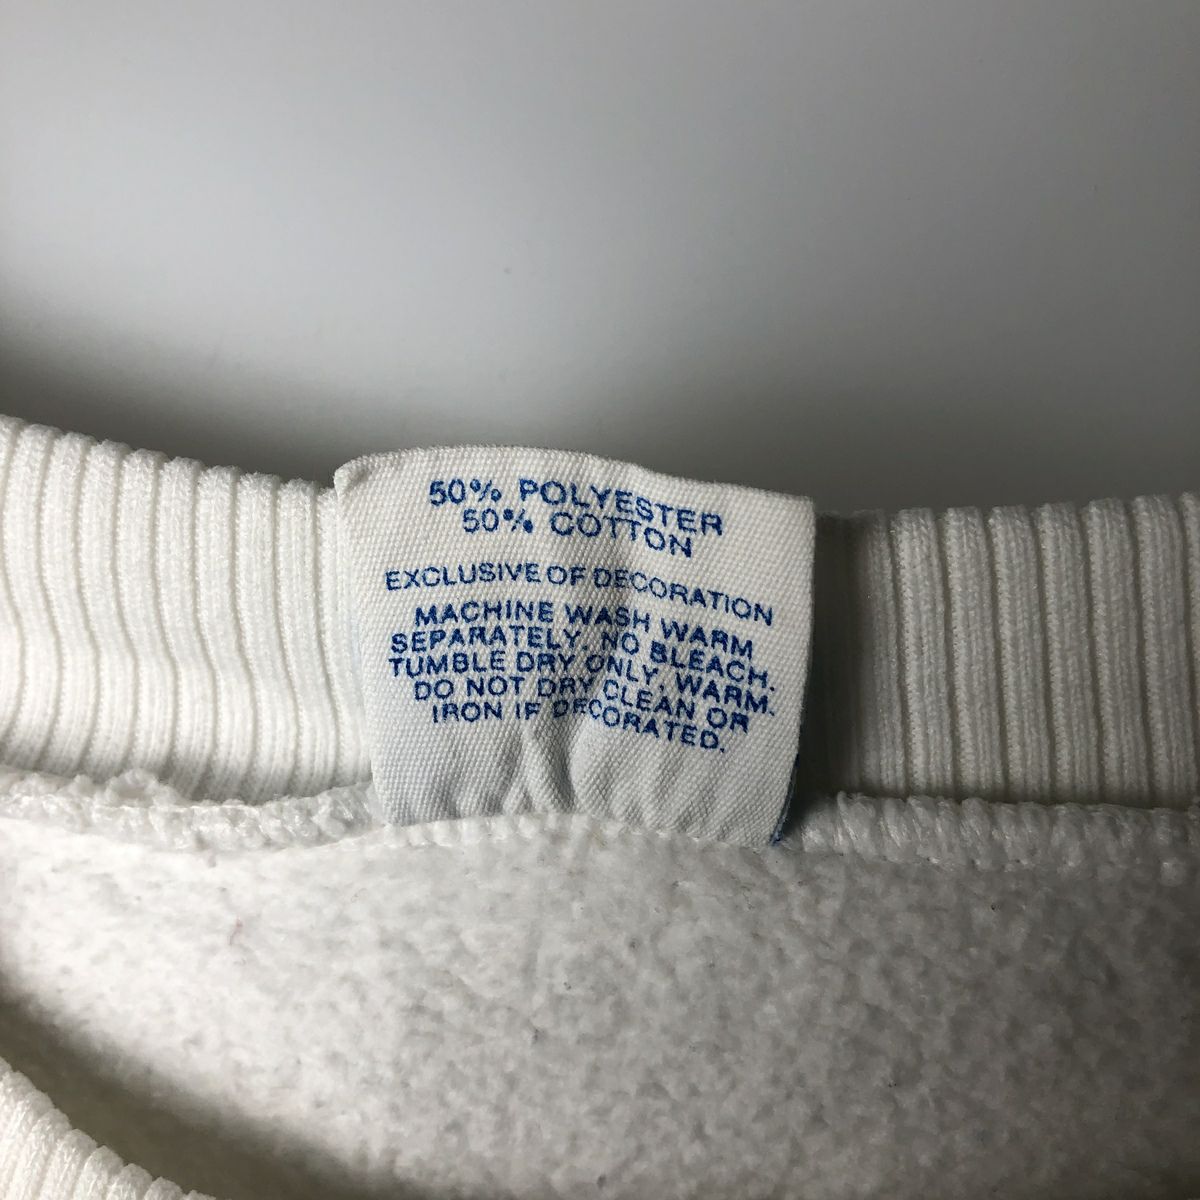 50% POLYESTER
50% COTTON
EXCLUSIVE OF DECORATION
MACHINE WASH WARM
SEPARATELY. NO BLEACH.
TUMBLE DRY ONLY, WARM.
DO NOT DRY CLEAN OR
IRON IF DECORATED.